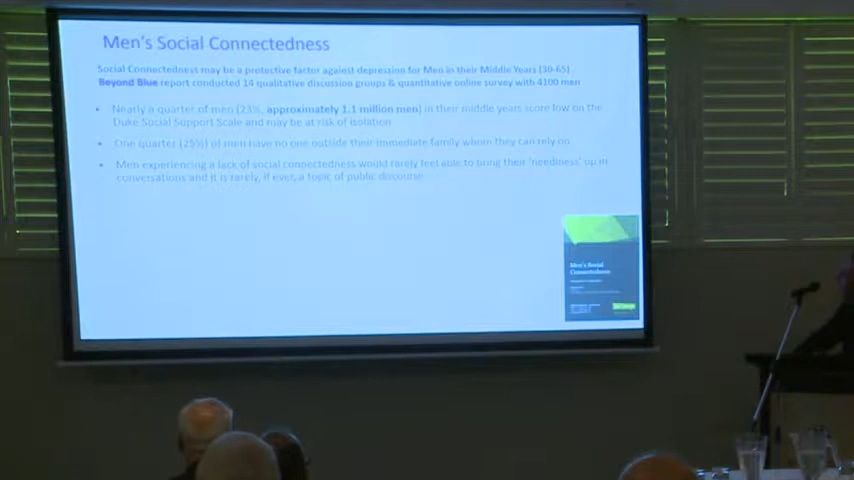 Men's Social Connectedness
Social Connectedness may be a protective factor against depression for Men in their Middle Years (30-65)
Beyond Blue report conducted 14 qualitative discussion groups & quantitative online survey with 4100 men
• Nearly a quarter of men (23%, approximately 1.1 million men) in their middle years score low on the
Duke Social Support Scale and may be at risk of isolation
• One quarter (25%) of men have no one outside their immediate family whom they can rely on
• Men experiencing a lack of social connectedness would rarely feel able to bring their 'neediness' up in
conversations and it is rarely, if ever, a topic of public discourse
Men's Social
Connectedness